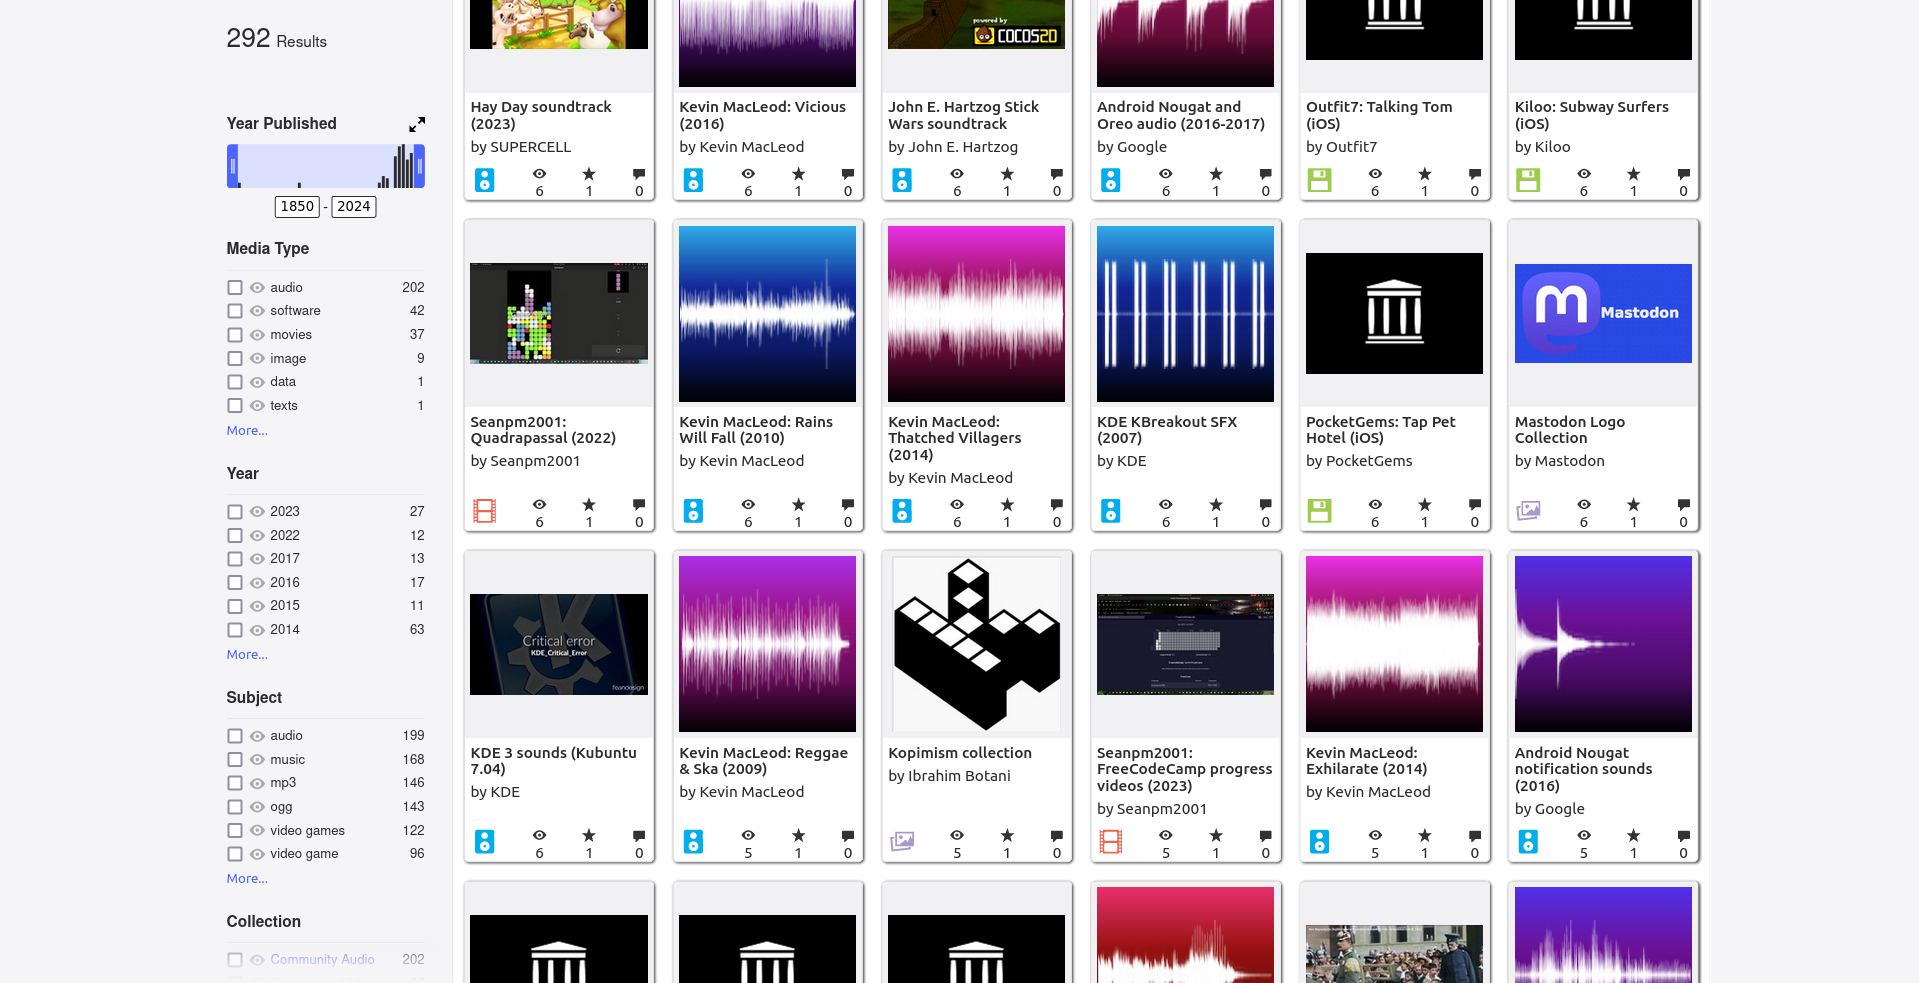 292 Results
Year Published
1850 - 2024
Media Type
audio 202
software 42
movies 37
image 9
data 1
texts 1
More...
Year
2023 27
2022 12
2017 13
2016 17
2015 11
2014 63
More...
Subject
audio 199
music 168
mp3 146
ogg 143
video games 122
video game 96
More...
Collection
Community Audio 202
powered by
COCOS2D
Hay Day soundtrack
(2023)
by SUPERCELL
6 1 0
Kevin MacLeod: Vicious
(2016)
by Kevin MacLeod
6 1 0
John E. Hartzog Stick
Wars soundtrack
by John E. Hartzog
6 1 0
Android Nougat and
Oreo audio (2016-2017)
by Google
6 1 0
Outfit7: Talking Tom
(iOS)
by Outfit7
6 1 0
Kiloo: Subway Surfers
(iOS)
by Kiloo
6 1 0
Seanpm2001:
Quadrapassal (2022)
by Seanpm2001
6 1 0
Kevin MacLeod: Rains
Will Fall (2010)
by Kevin MacLeod
6 1 0
Kevin MacLeod:
Thatched Villagers
(2014)
by Kevin MacLeod
6 1 0
KDE KBreakout SFX
(2007)
by KDE
6 1 0
PocketGems: Tap Pet
Hotel (iOS)
by PocketGems
6 1 0
Mastodon
Mastodon Logo
Collection
by Mastodon
6 1 0
Critical error
KDE_Critical_Error
feandesign
KDE 3 sounds (Kubuntu
7.04)
by KDE
6 1 0
Kevin MacLeod: Reggae
& Ska (2009)
by Kevin MacLeod
5 1 0
Kopimism collection
by Ibrahim Botani
5 1 0
Seanpm2001:
FreeCodeCamp progress
videos (2023)
by Seanpm2001
5 1 0
Kevin MacLeod:
Exhilarate (2014)
by Kevin MacLeod
5 1 0
Android Nougat
notification sounds
(2016)
by Google
5 1 0